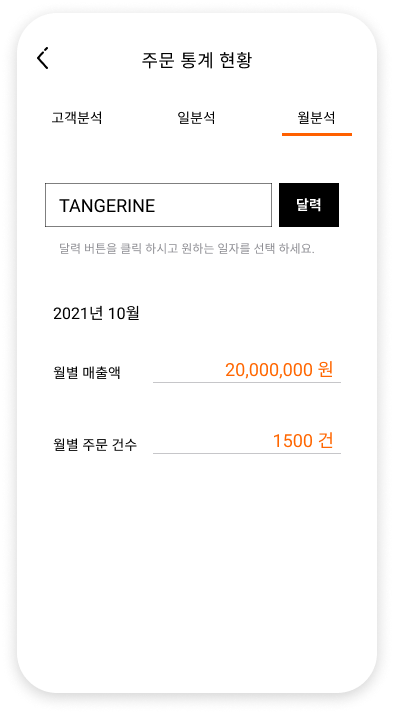 주문 통계 현황
고객분석 일분석 월분석
TANGERINE 달력
달력 버튼을 클릭 하시고 원하는 일자를 선택 하세요.
2021년 10월
월별 매출액 20,000,000 원
월별 주문 건수 1500 건